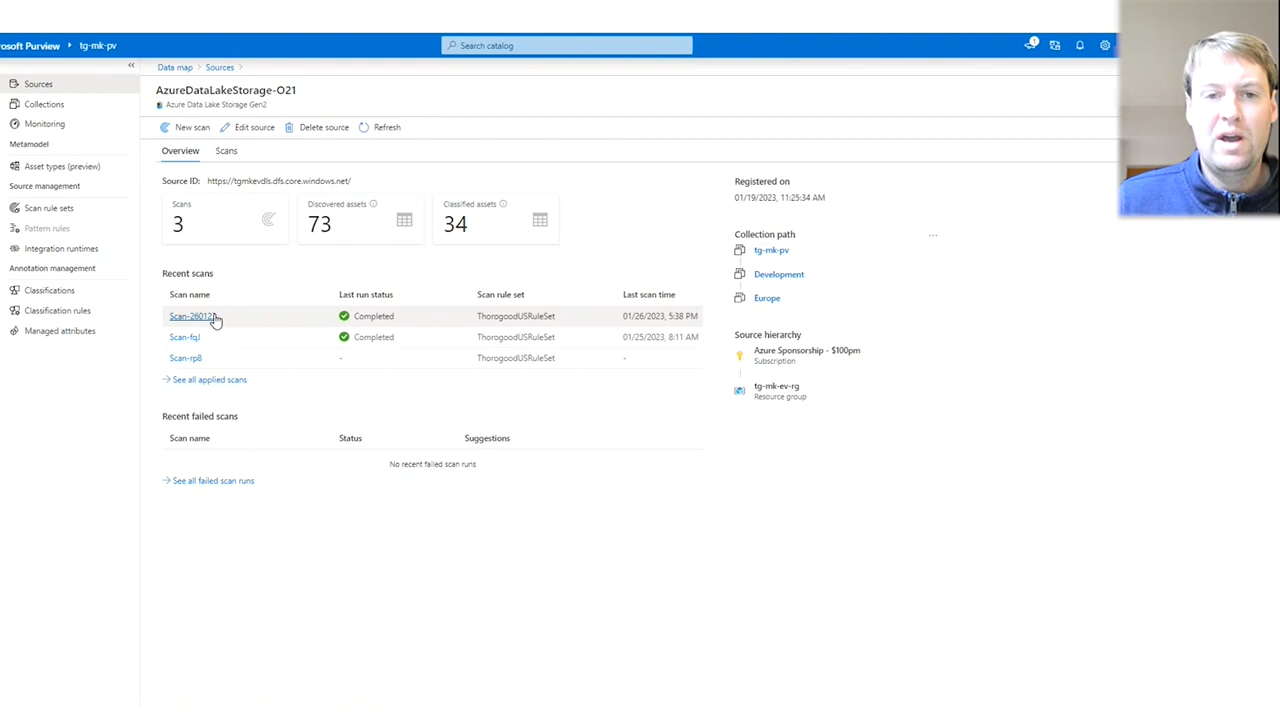 rosoft Purview ▸ tg-mk-pv
Search catalog
1
«
Sources
Collections
Monitoring
Metamodel
Asset types (preview)
Source management
Scan rule sets
Pattern rules
Integration runtimes
Annotation management
Classifications
Classification rules
Managed attributes
Data map > Sources >
AzureDataLakeStorage-O21
Azure Data Lake Storage Gen2
New scan Edit source Delete source Refresh
Overview Scans
Source ID: https://tgmkevdls.dfs.core.windows.net/
Scans
3
Discovered assets
73
Classified assets
34
Recent scans
Scan name Last run status Scan rule set Last scan time
Completed ThorogoodUSRuleSet 01/26/2023, 5:38 PM
Scan-fqJ Completed ThorogoodUSRuleSet 01/25/2023, 8:11 AM
Scan-rp8 - ThorogoodUSRuleSet -
See all applied scans
Recent failed scans
Scan name Status Suggestions
No recent failed scan runs
See all failed scan runs
Registered on
01/19/2023, 11:25:34 AM
Collection path ...
tg-mk-pv
Development
Europe
Source hierarchy
Azure Sponsorship - $100pm
Subscription
tg-mk-ev-rg
Resource group